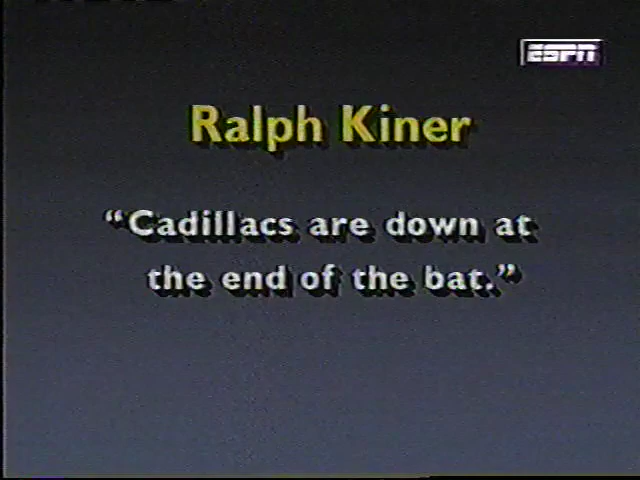 ESPN
Ralph Kiner
“Cadillacs are down at
the end of the bat.”